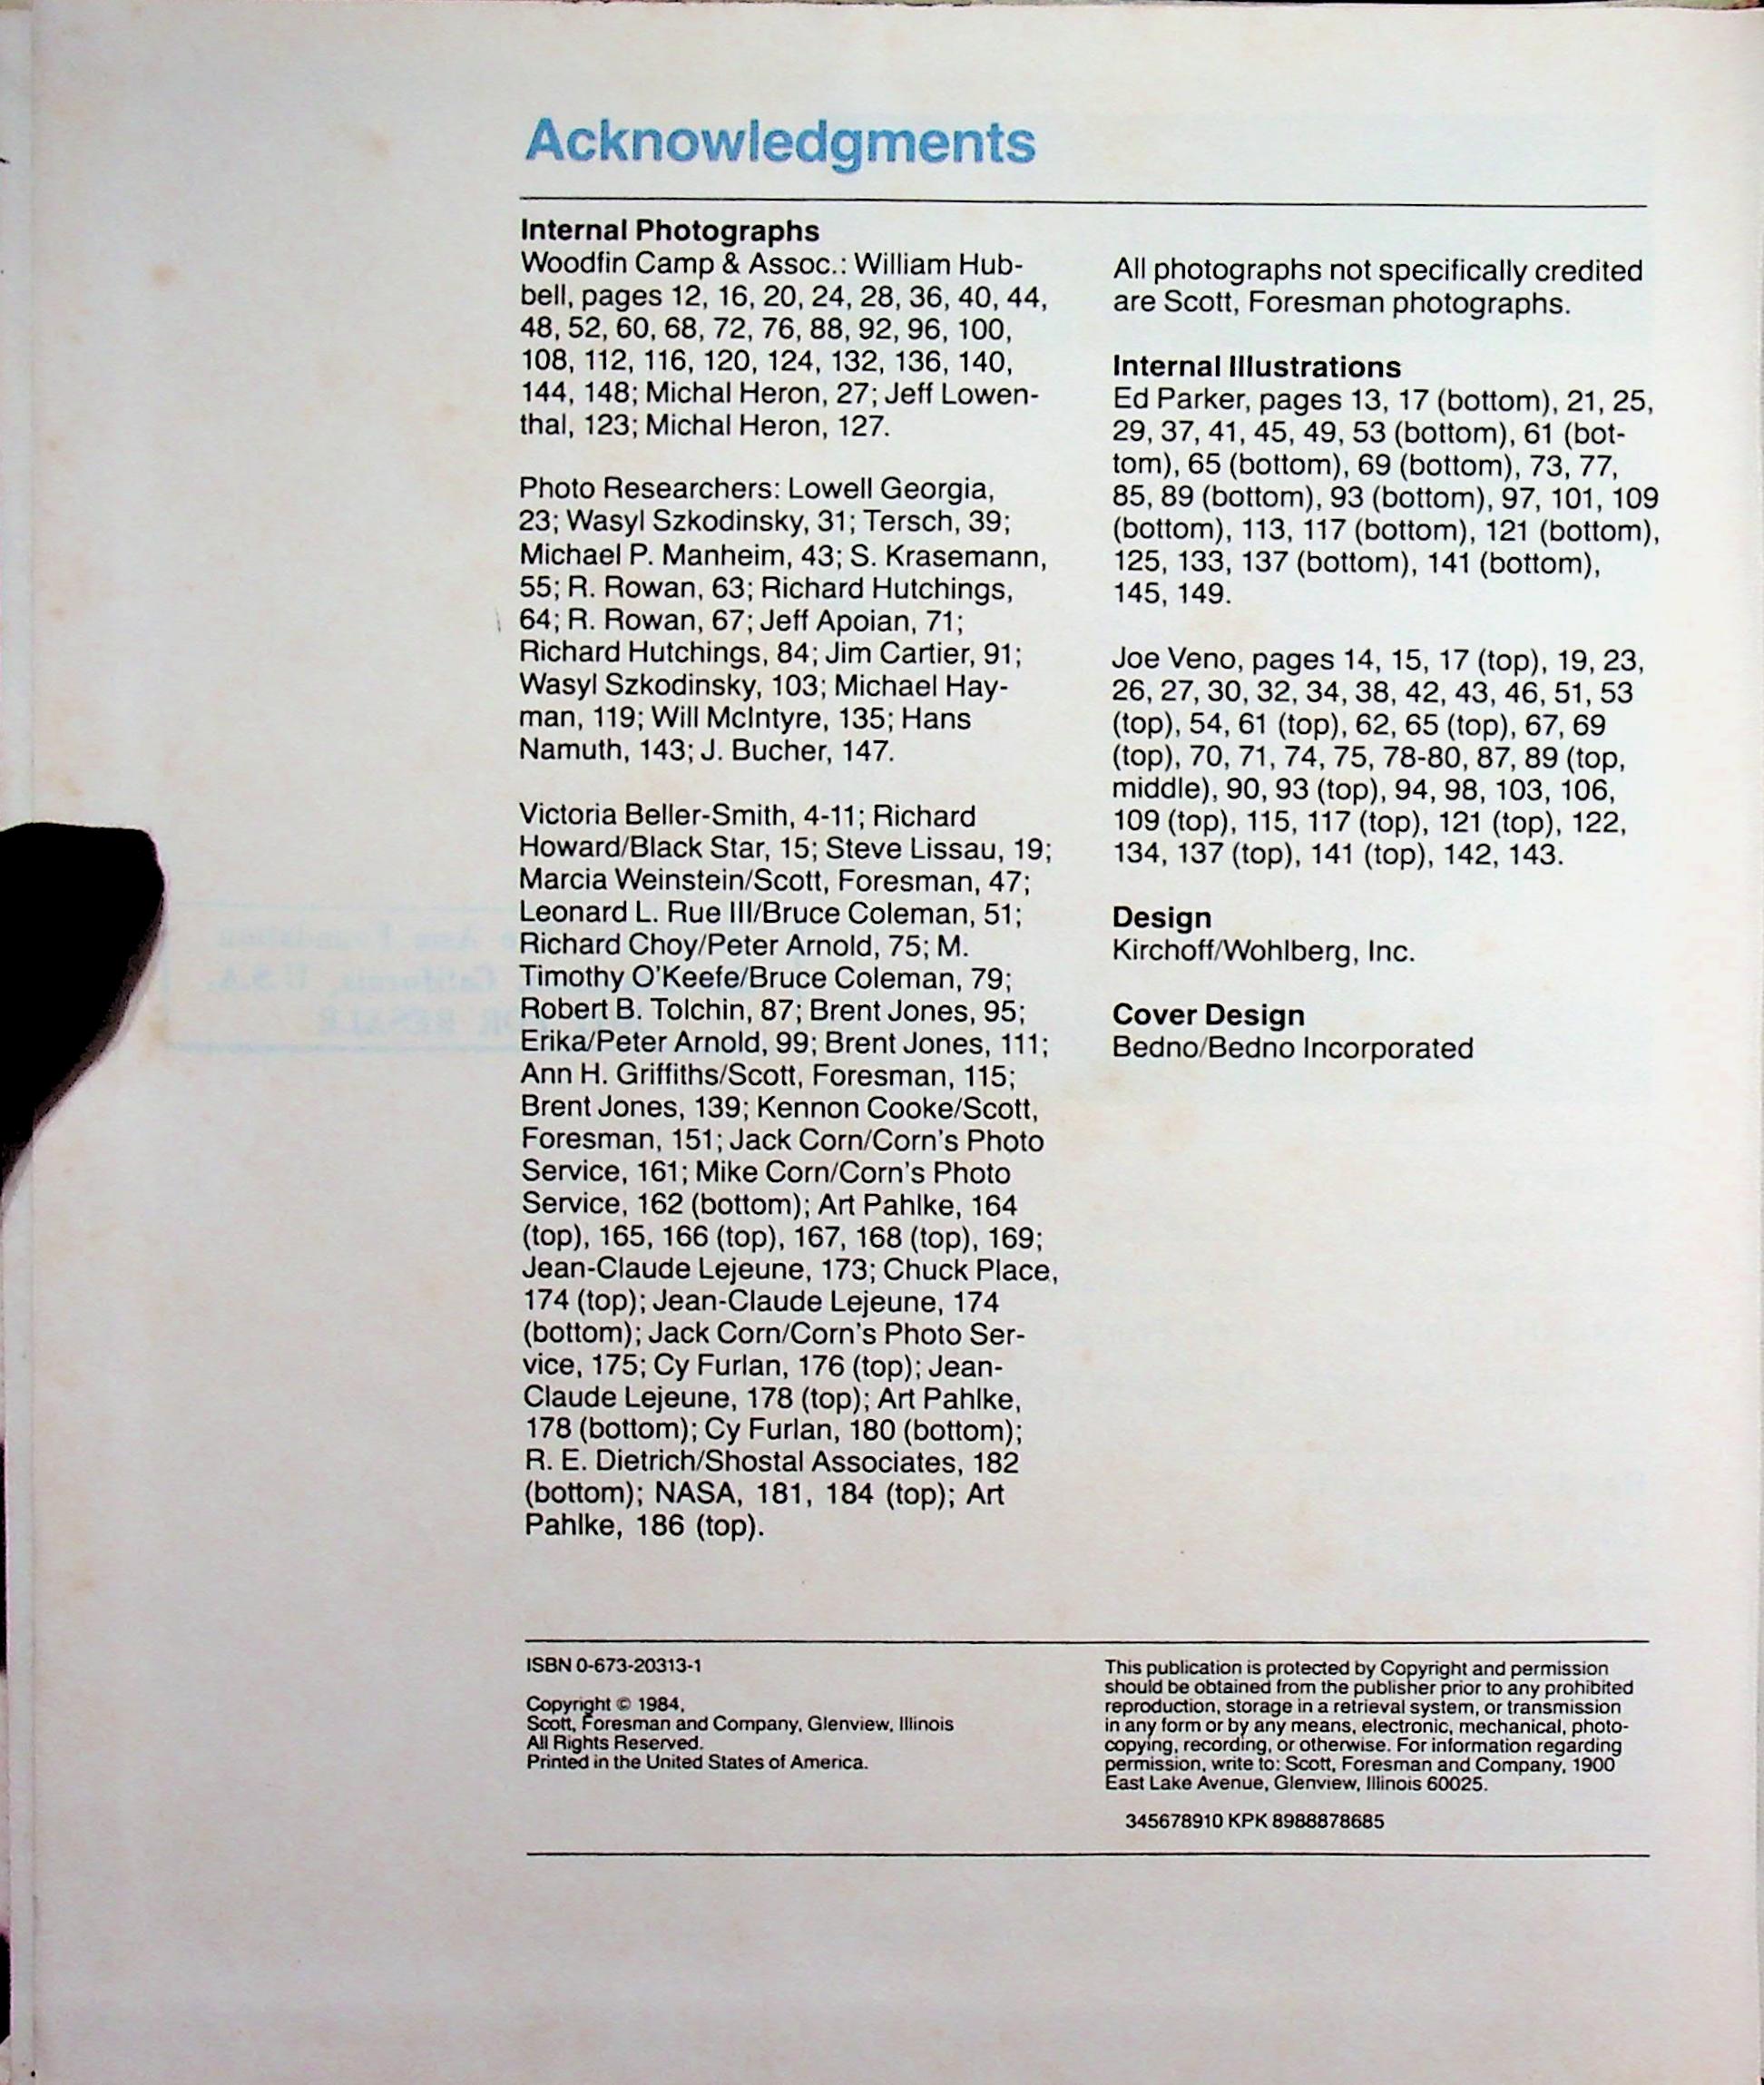 Acknowledgments
Internal Photographs
Woodfin Camp & Assoc.: William Hub-
bell, pages 12, 16, 20, 24, 28, 36, 40, 44,
48, 52, 60, 68, 72, 76, 88, 92, 96, 100,
108, 112, 116, 120, 124, 132, 136, 140,
144, 148; Michal Heron, 27; Jeff Lowen-
thal, 123; Michal Heron, 127.
Photo Researchers: Lowell Georgia,
23; Wasyl Szkodinsky, 31; Tersch, 39;
Michael P. Manheim, 43; S. Krasemann,
55; R. Rowan, 63; Richard Hutchings,
64; R. Rowan, 67; Jeff Apoian, 71;
Richard Hutchings, 84; Jim Cartier, 91;
Wasyl Szkodinsky, 103; Michael Hay-
man, 119; Will McIntyre, 135; Hans
Namuth, 143; J. Bucher, 147.
Victoria Beller-Smith, 4-11; Richard
Howard/Black Star, 15; Steve Lissau, 19;
Marcia Weinstein/Scott, Foresman, 47;
Leonard L. Rue III/Bruce Coleman, 51;
Richard Choy/Peter Arnold, 75; M.
Timothy O'Keefe/Bruce Coleman, 79;
Robert B. Tolchin, 87; Brent Jones, 95;
Erika/Peter Arnold, 99; Brent Jones, 111;
Ann H. Griffiths/Scott, Foresman, 115;
Brent Jones, 139; Kennon Cooke/Scott,
Foresman, 151; Jack Corn/Corn's Photo
Service, 161; Mike Corn/Corn's Photo
Service, 162 (bottom); Art Pahlke, 164
(top), 165, 166 (top), 167, 168 (top), 169;
Jean-Claude Lejeune, 173; Chuck Place,
174 (top); Jean-Claude Lejeune, 174
(bottom); Jack Corn/Corn's Photo Ser-
vice, 175; Cy Furlan, 176 (top); Jean-
Claude Lejeune, 178 (top); Art Pahlke,
178 (bottom); Cy Furlan, 180 (bottom);
R. E. Dietrich/Shostal Associates, 182
(bottom); NASA, 181, 184 (top); Art
Pahlke, 186 (top).
All photographs not specifically credited
are Scott, Foresman photographs.
Internal Illustrations
Ed Parker, pages 13, 17 (bottom), 21, 25,
29, 37, 41, 45, 49, 53 (bottom), 61 (bot-
tom), 65 (bottom), 69 (bottom), 73, 77,
85, 89 (bottom), 93 (bottom), 97, 101, 109
(bottom), 113, 117 (bottom), 121 (bottom),
125, 133, 137 (bottom), 141 (bottom),
145, 149.
Joe Veno, pages 14, 15, 17 (top), 19, 23,
26, 27, 30, 32, 34, 38, 42, 43, 46, 51, 53
(top), 54, 61 (top), 62, 65 (top), 67, 69
(top), 70, 71, 74, 75, 78-80, 87, 89 (top,
middle), 90, 93 (top), 94, 98, 103, 106,
109 (top), 115, 117 (top), 121 (top), 122,
134, 137 (top), 141 (top), 142, 143.
Design
Kirchoff/Wohlberg, Inc.
Cover Design
Bedno/Bedno Incorporated
ISBN 0-673-20313-1
Copyright © 1984,
Scott, Foresman and Company, Glenview, Illinois
All Rights Reserved.
Printed in the United States of America.
This publication is protected by Copyright and permission
should be obtained from the publisher prior to any prohibited
reproduction, storage in a retrieval system, or transmission
in any form or by any means, electronic, mechanical, photo-
copying, recording, or otherwise. For information regarding
permission, write to: Scott, Foresman and Company, 1900
East Lake Avenue, Glenview, Illinois 60025.
345678910 KPK 8988878685